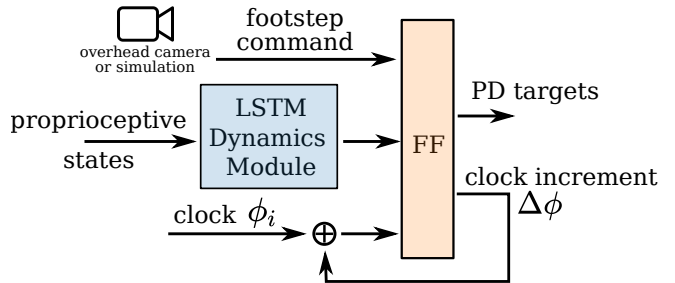 footstep
command
overhead camera
or simulation
LSTM
Dynamics
Module
proprioceptive
states
FF
PD targets
clock increment
Δϕ
clock ϕᵢ